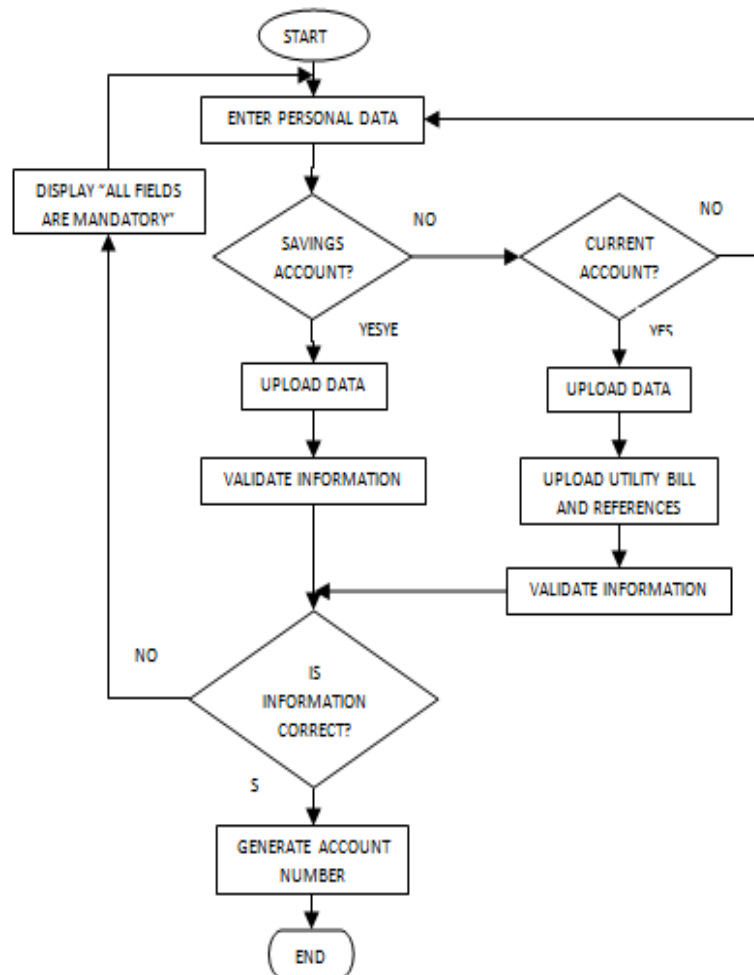 START
ENTER PERSONAL DATA
DISPLAY “ALL FIELDS
ARE MANDATORY”
SAVINGS
ACCOUNT?
NO
CURRENT
ACCOUNT?
NO
YESYE
YES
UPLOAD DATA
UPLOAD DATA
VALIDATE INFORMATION
UPLOAD UTILITY BILL
AND REFERENCES
VALIDATE INFORMATION
NO
IS
INFORMATION
CORRECT?
S
GENERATE ACCOUNT
NUMBER
END